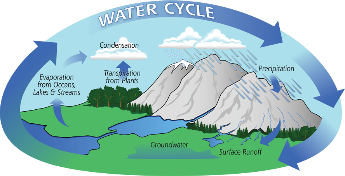 WATER CYCLE
Condensation
Precipitation
Evaporation
from Oceans,
Lakes & Streams
Transpiration
from Plants
Groundwater
Surface Runoff